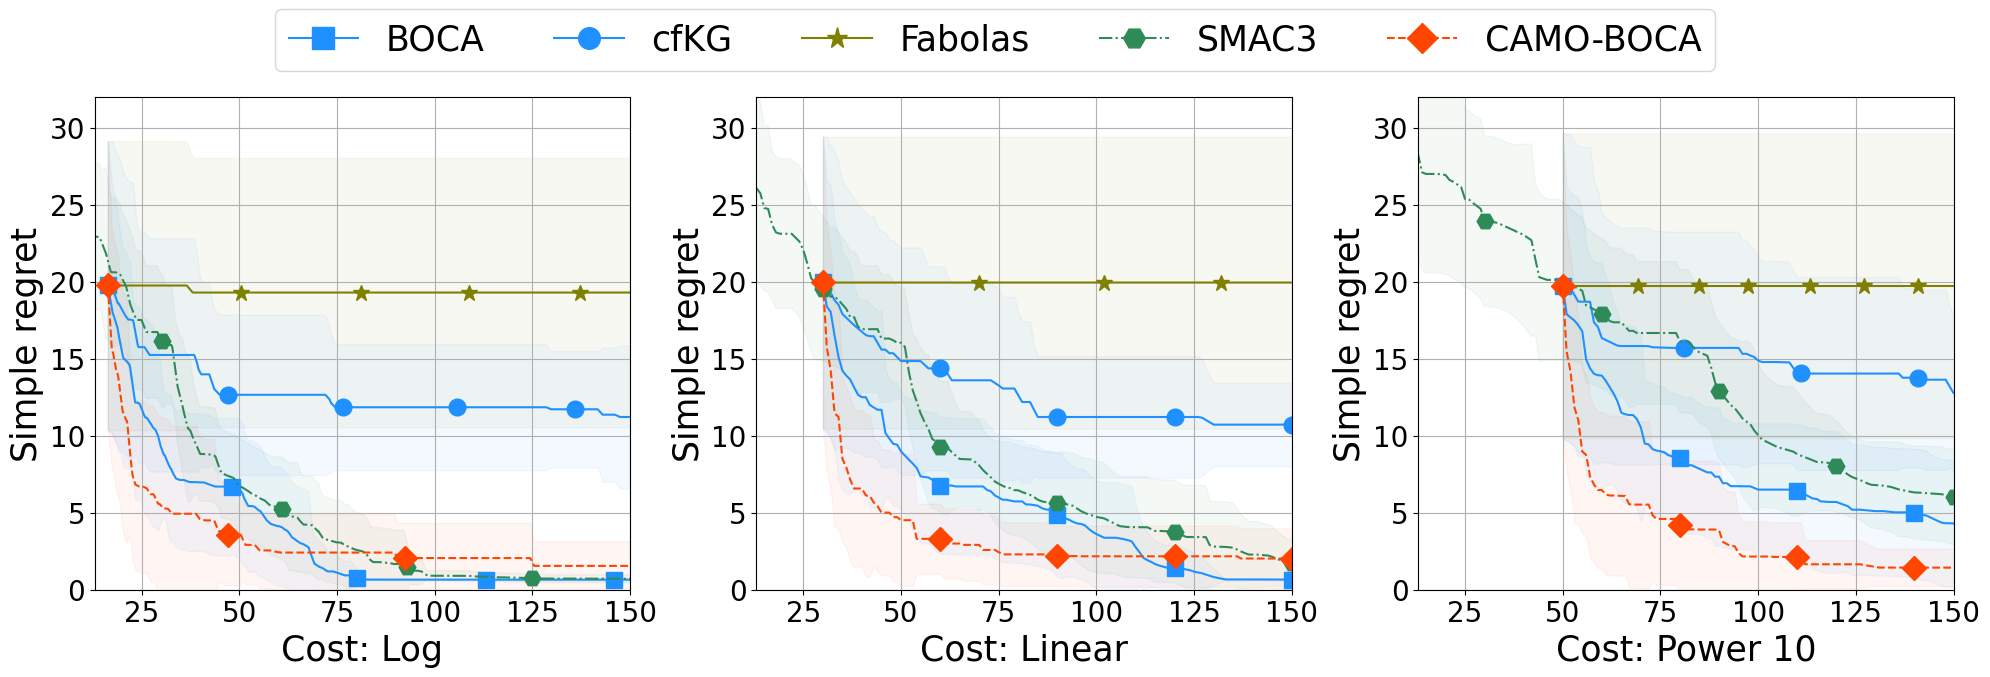 BOCA cfKG Fabolas SMAC3 CAMO-BOCA
Simple regret
30
25
20
15
10
5
0
25 50 75 100 125 150
Cost: Log
Simple regret
30
25
20
15
10
5
0
25 50 75 100 125 150
Cost: Linear
Simple regret
30
25
20
15
10
5
0
25 50 75 100 125 150
Cost: Power 10